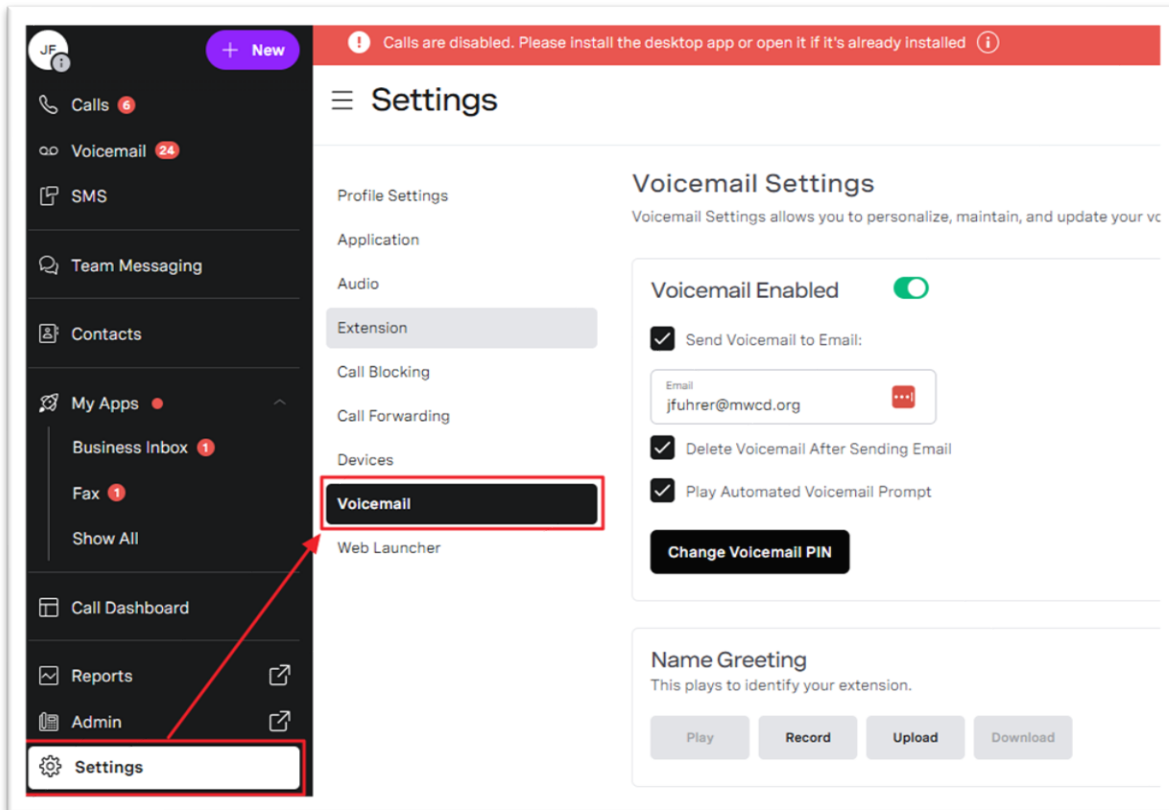 JF
+ New
Calls 6
Voicemail 24
SMS
Team Messaging
Contacts
My Apps
Business Inbox 1
Fax 1
Show All
Call Dashboard
Reports
Admin
Settings
! Calls are disabled. Please install the desktop app or open it if it's already installed i
Settings
Profile Settings
Application
Audio
Extension
Call Blocking
Call Forwarding
Devices
Voicemail
Web Launcher
Voicemail Settings
Voicemail Settings allows you to personalize, maintain, and update your
Voicemail Enabled
Send Voicemail to Email:
Email
jfuhrer@mwcd.org
Delete Voicemail After Sending Email
Play Automated Voicemail Prompt
Change Voicemail PIN
Name Greeting
This plays to identify your extension.
Play Record Upload Download